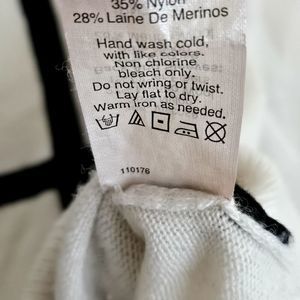 35% Nylon
28% Laine De Merinos
Hand wash cold,
with like colors.
Non chlorine
bleach only.
Do not wring or twist.
Lay flat to dry.
Warm iron as needed.
110176